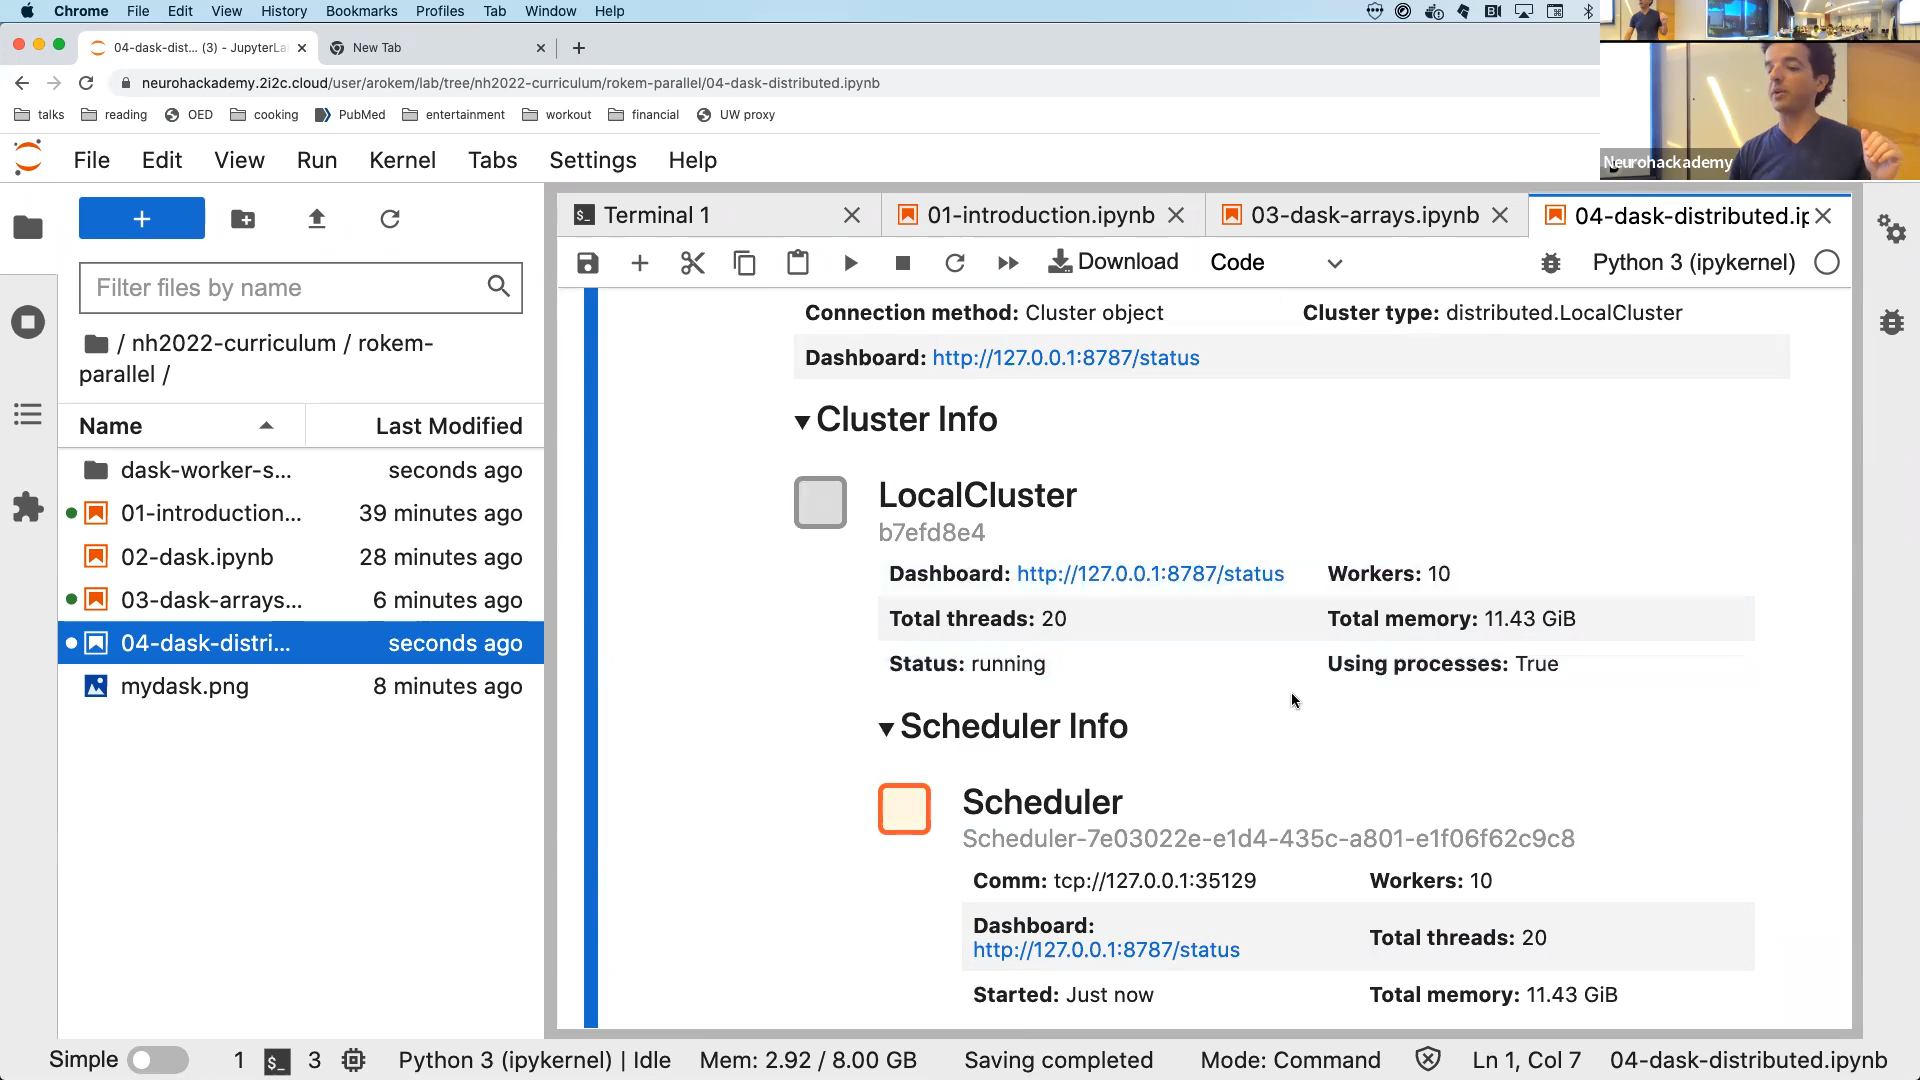 Chrome File Edit View History Bookmarks Profiles Tab Window Help
04-dask-dist... (3) - JupyterLa
New Tab
neurohackademy.2i2c.cloud/user/arokem/lab/tree/nh2022-curriculum/rokem-parallel/04-dask-distributed.ipynb
talks reading OED cooking PubMed entertainment workout financial UW proxy
Neurohackademy
File Edit View Run Kernel Tabs Settings Help
Terminal 1
01-introduction.ipynb
03-dask-arrays.ipynb
04-dask-distributed.ip
Download
Code
Python 3 (ipykernel)
Filter files by name
/ nh2022-curriculum / rokem-
parallel /
Name Last Modified
dask-worker-s... seconds ago
01-introduction... 39 minutes ago
02-dask.ipynb 28 minutes ago
03-dask-arrays... 6 minutes ago
04-dask-distri... seconds ago
mydask.png 8 minutes ago
Connection method: Cluster object Cluster type: distributed.LocalCluster
Dashboard: http://127.0.0.1:8787/status
Cluster Info
LocalCluster
b7efd8e4
Dashboard: http://127.0.0.1:8787/status Workers: 10
Total threads: 20 Total memory: 11.43 GiB
Status: running Using processes: True
Scheduler Info
Scheduler
Scheduler-7e03022e-e1d4-435c-a801-e1f06f62c9c8
Comm: tcp://127.0.0.1:35129 Workers: 10
Dashboard:
http://127.0.0.1:8787/status Total threads: 20
Started: Just now Total memory: 11.43 GiB
Simple 1 3 Python 3 (ipykernel) | Idle Mem: 2.92 / 8.00 GB Saving completed Mode: Command Ln 1, Col 7 04-dask-distributed.ipynb